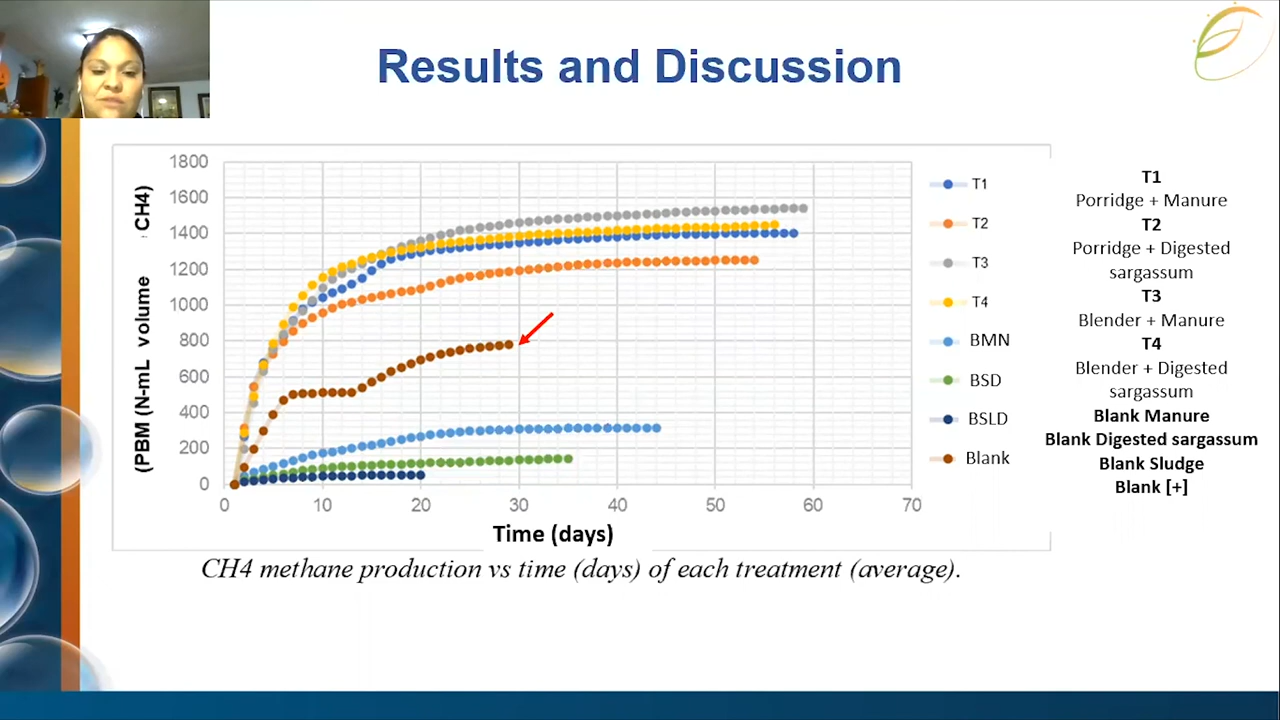 Results and Discussion
(PBM (N-mL volume CH4)
1800
1600
1400
1200
1000
800
600
400
200
0
0 10 20 30 40 50 60 70
Time (days)
T1
T2
T3
T4
BMN
BSD
BSLD
Blank
T1
Porridge + Manure
T2
Porridge + Digested
sargassum
T3
Blender + Manure
T4
Blender + Digested
sargassum
Blank Manure
Blank Digested sargassum
Blank Sludge
Blank [+]
CH4 methane production vs time (days) of each treatment (average).